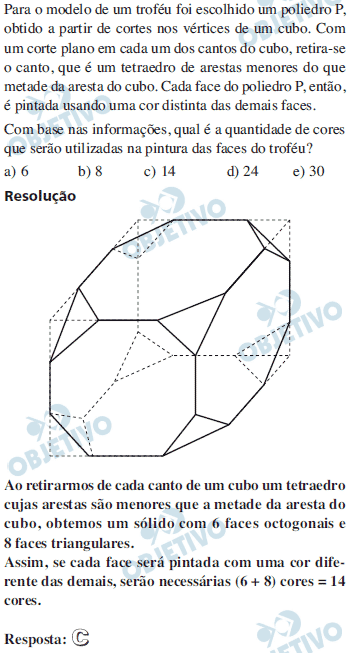 Para o modelo de um troféu foi escolhido um poliedro P,
obtido a partir de cortes nos vértices de um cubo. Com
um corte plano em cada um dos cantos do cubo, retira-se
o canto, que é um tetraedro de arestas menores do que
metade da aresta do cubo. Cada face do poliedro P, então,
é pintada usando uma cor distinta das demais faces.
Com base nas informações, qual é a quantidade de cores
que serão utilizadas na pintura das faces do troféu?
a) 6 b) 8 c) 14 d) 24 e) 30
Resolução
OBJETIVO
OBJETIVO
OBJETIVO
OBJETIVO
OBJETIVO
Ao retirarmos de cada canto de um cubo um tetraedro
cujas arestas são menores que a metade da aresta do
cubo, obtemos um sólido com 6 faces octogonais e
8 faces triangulares.
Assim, se cada face será pintada com uma cor dife-
rente das demais, serão necessárias (6 + 8) cores = 14
cores.
OBJETIVO
Resposta: C